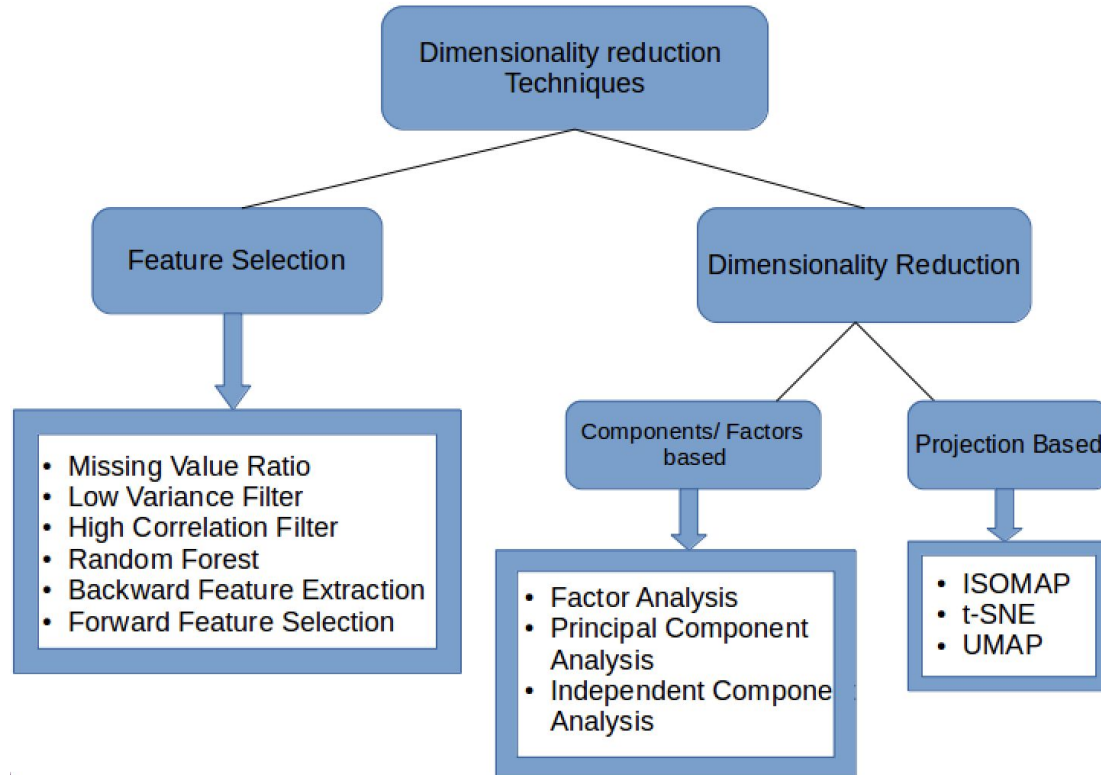 Dimensionality reduction
Techniques
Feature Selection
Dimensionality Reduction
Components/ Factors
based
Projection Based
• Missing Value Ratio
• Low Variance Filter
• High Correlation Filter
• Random Forest
• Backward Feature Extraction
• Forward Feature Selection
• Factor Analysis
• Principal Component
Analysis
• Independent Component
Analysis
• ISOMAP
• t-SNE
• UMAP